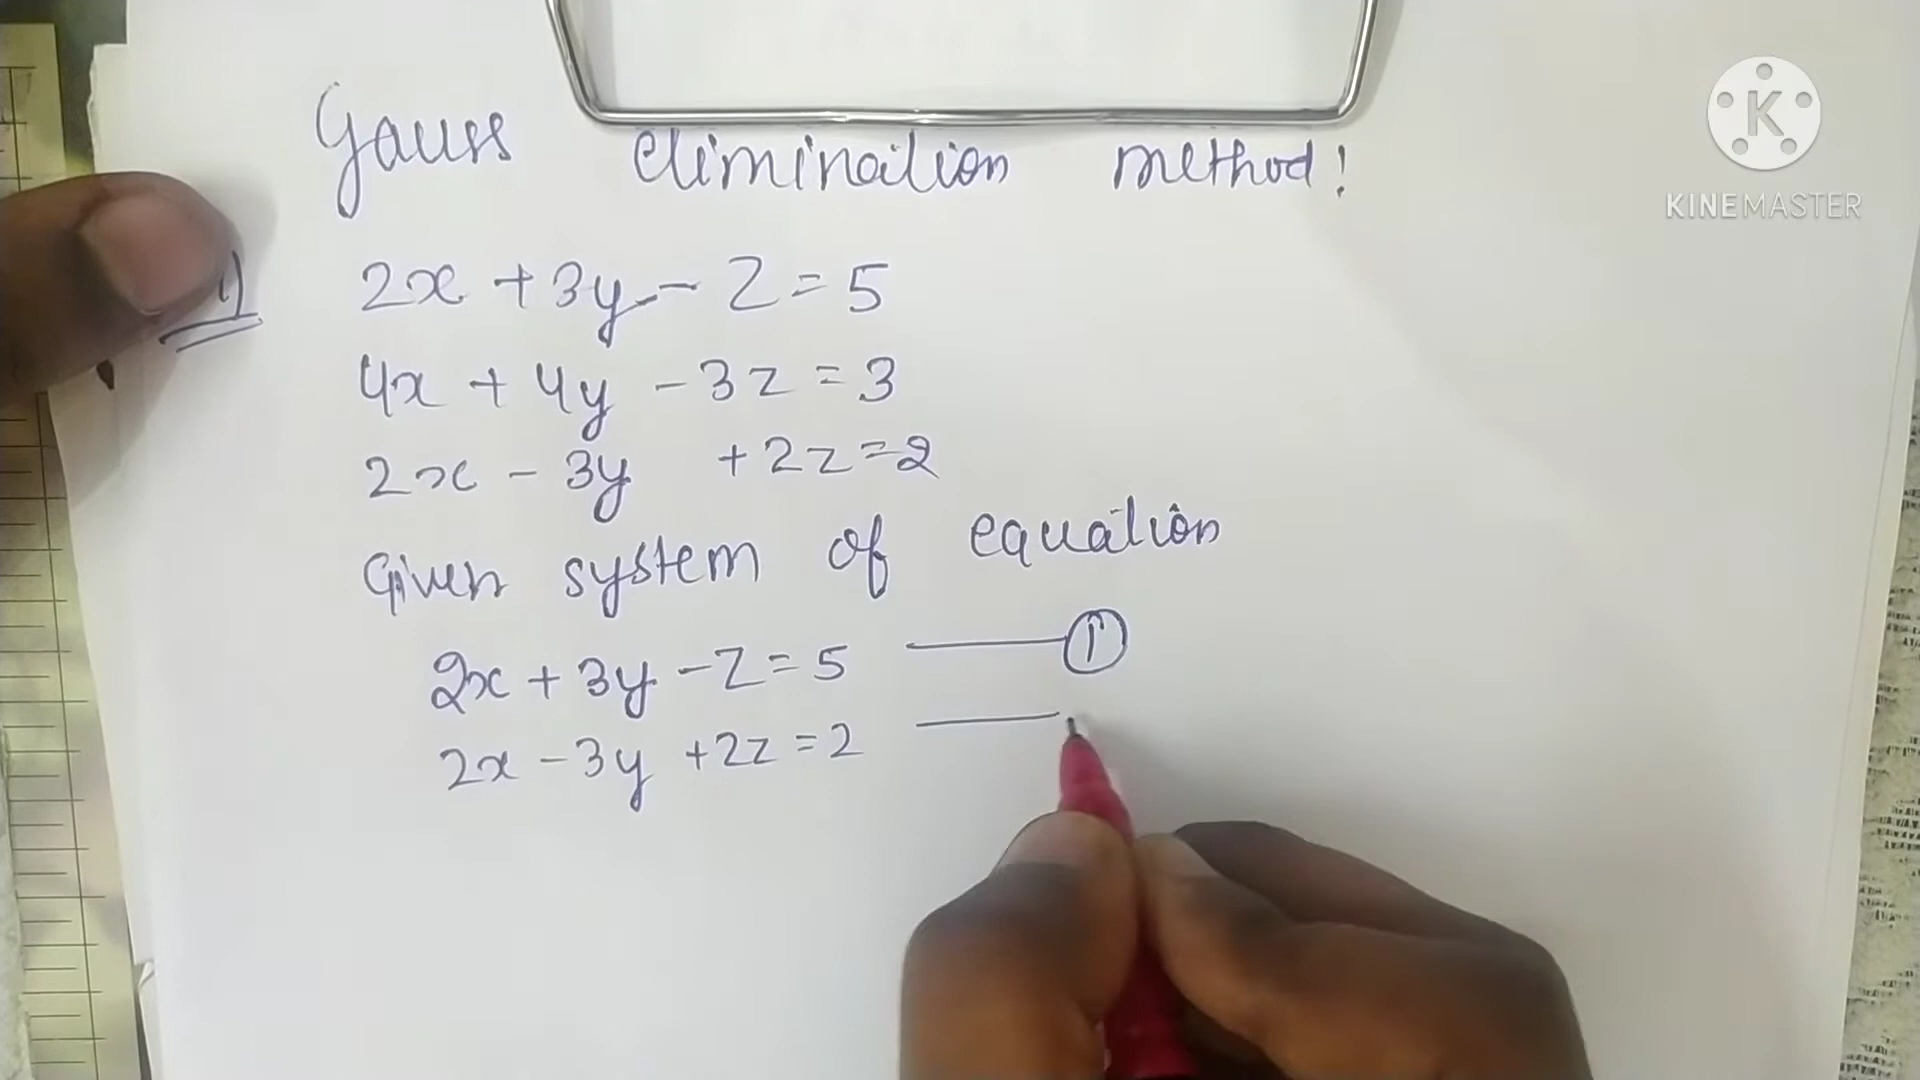 Gauss elimination method!
K
KINEMASTER
1) 2x + 3y - z = 5
4x + 4y - 3z = 3
2x - 3y + 2z = 2
Given system of equation
2x + 3y - z = 5 —— 1
2x - 3y + 2z = 2 ——